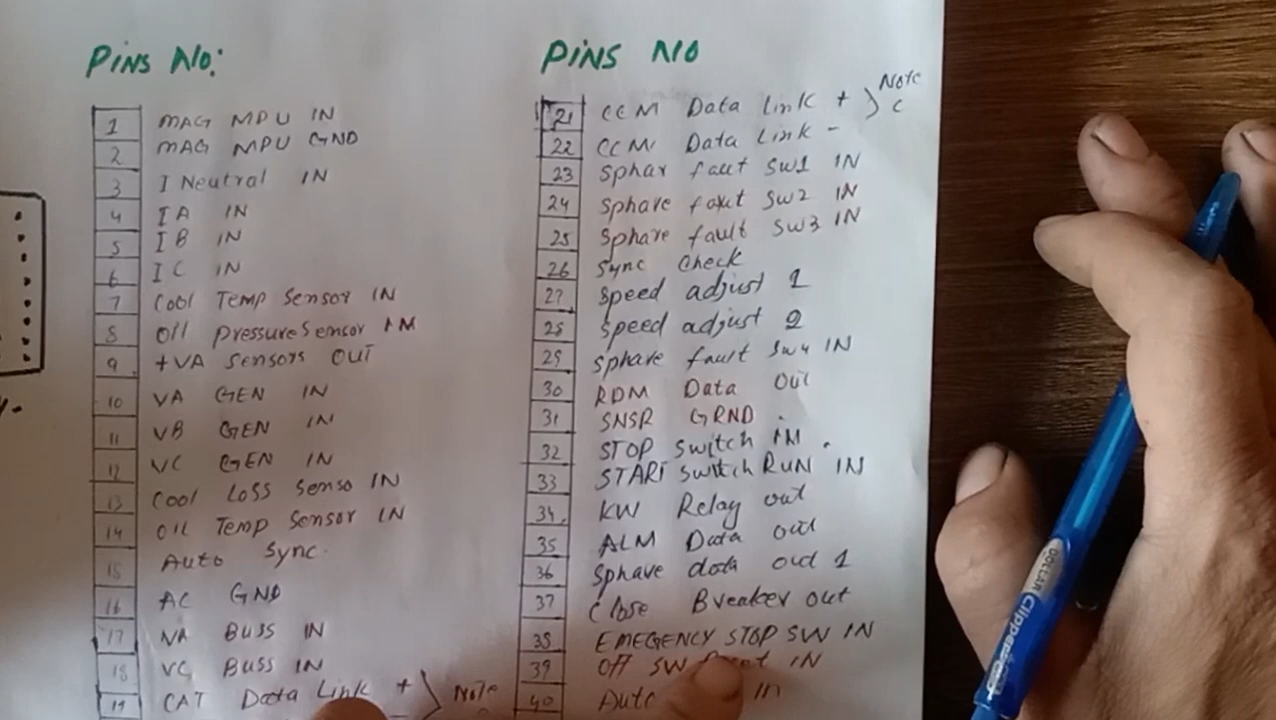 PINS No:
1 MAG MPU IN
2 MAG MPU GND
3 I Neutral IN
4 IA IN
5 IB IN
6 IC IN
7 Cool TEMP Sensor IN
8 OIl pressure Sensor IN
9 +VA Sensors OUT
10 VA GEN IN
11 VB GEN IN
12 VC GEN IN
13 Cool Loss Senso IN
14 OIL Temp Sensor IN
15 Auto Sync
16 AC GND
17 VA BUSS IN
18 VC BUSS IN
19 CAT Data Link + Note
PINS NO
21 CCM Data Link + Note C
22 CCM Data Link -
23 Sphar fault SW1 IN
24 Sphare fault SW2 IN
25 Sphare fault SW3 IN
26 Sync Check
27 Speed adjust 1
28 Speed adjust 2
29 Sphare fault SW4 IN
30 RDM Data Out
31 SNSR GRND
32 STOP Switch IN
33 START Switch RUN IN
34 KW Relay out
35 ALM Data out
36 Sphave data out 1
37 Close Breaker out
38 EMEGENCY STOP SW IN
39 Off SW IN
40 Auto IN
DOLLAR Clipper